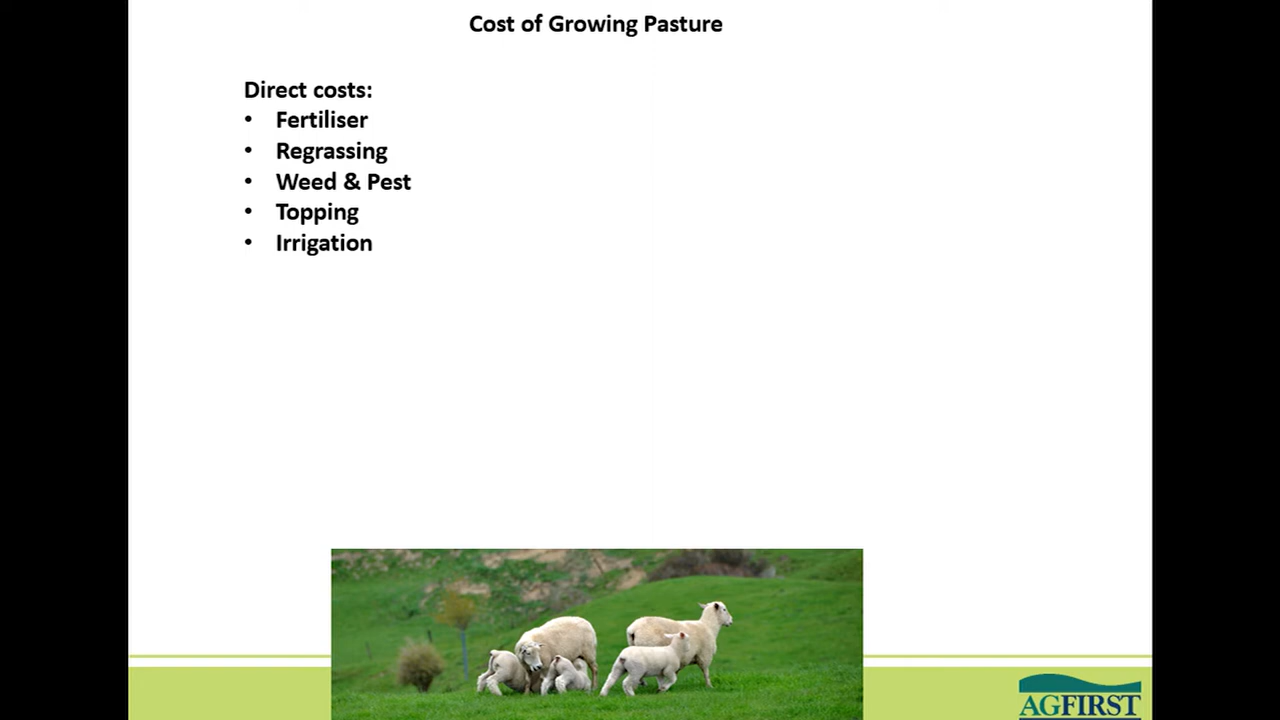 Cost of Growing Pasture
Direct costs:
• Fertiliser
• Regrassing
• Weed & Pest
• Topping
• Irrigation
AGFIRST